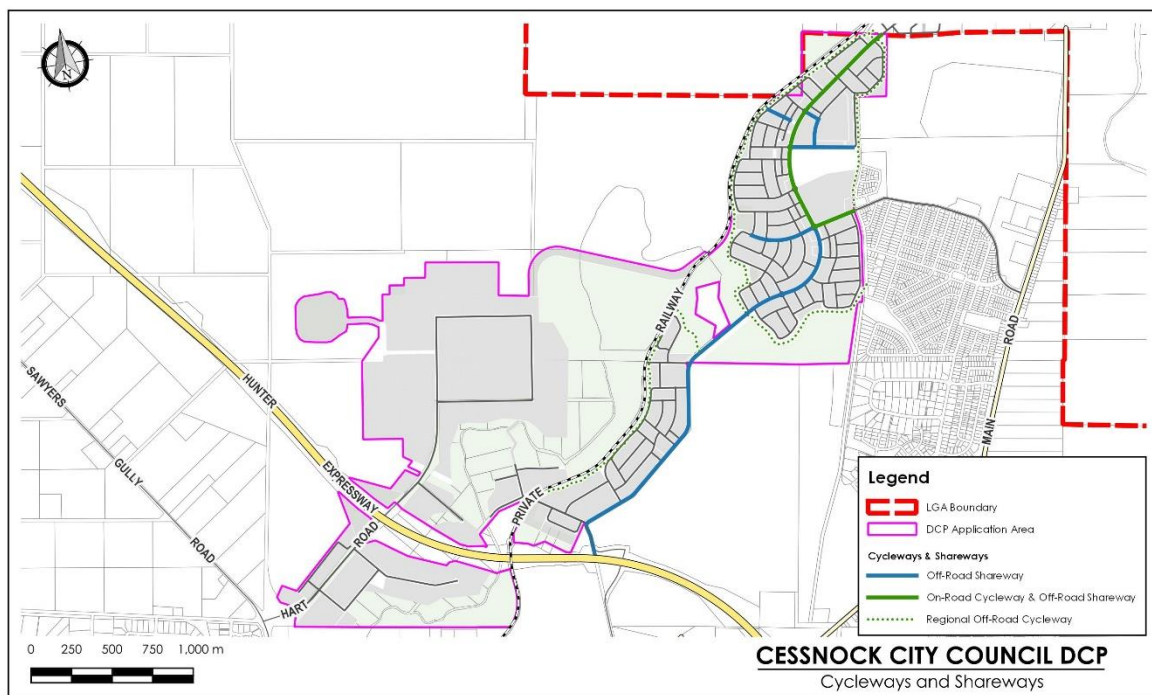 N
RAILWAY
HUNTER
EXPRESSWAY
SAWYERS
GULLY
ROAD
HART
ROAD
PRIVATE
MAIN
ROAD
Legend
LGA Boundary
DCP Application Area
Cycleways & Shareways
Off-Road Shareway
On-Road Cycleway & Off-Road Shareway
Regional Off-Road Cycleway
0 250 500 750 1,000 m
CESSNOCK CITY COUNCIL DCP
Cycleways and Shareways